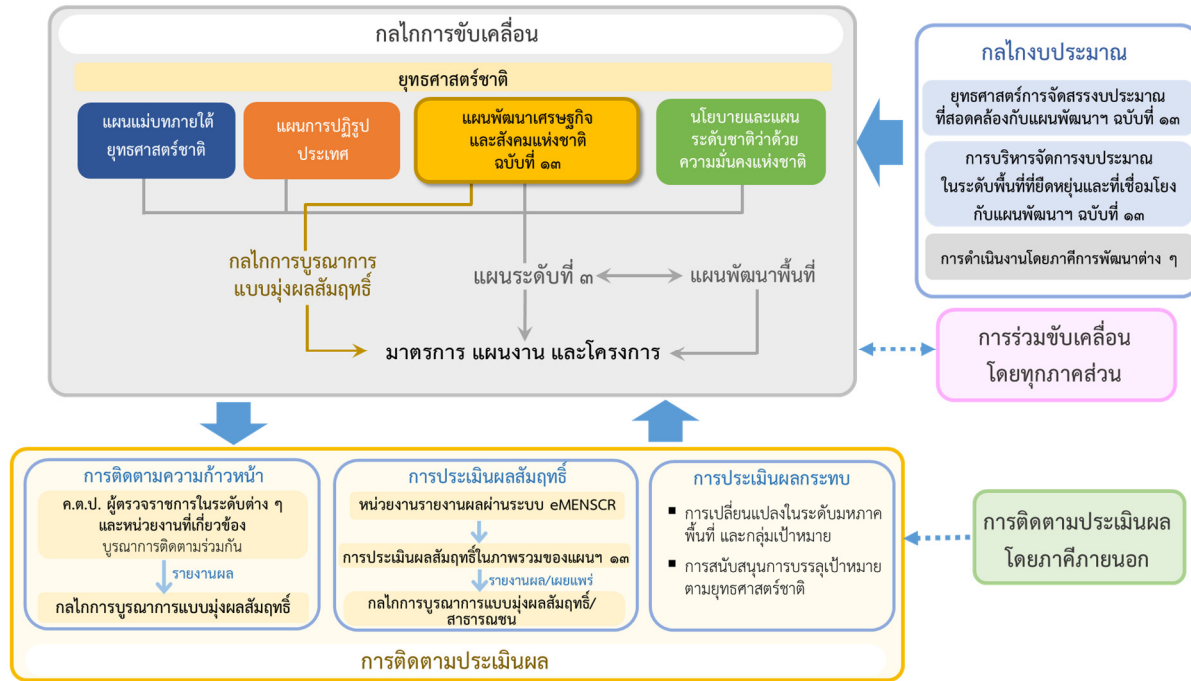 กลไกการขับเคลื่อน
ยุทธศาสตร์ชาติ
แผนแม่บทภายใต้
ยุทธศาสตร์ชาติ
แผนการปฏิรูป
ประเทศ
แผนพัฒนาเศรษฐกิจ
และสังคมแห่งชาติ
ฉบับที่ ๑๓
นโยบายและแผน
ระดับชาติว่าด้วย
ความมั่นคงแห่งชาติ
กลไกการบูรณาการ
แบบมุ่งผลสัมฤทธิ์
แผนระดับที่ ๓
แผนพัฒนาพื้นที่
มาตรการ แผนงาน และโครงการ
กลไกงบประมาณ
ยุทธศาสตร์การจัดสรรงบประมาณ
ที่สอดคล้องกับแผนพัฒนาฯ ฉบับที่ ๑๓
การบริหารจัดการงบประมาณ
ในระดับพื้นที่ที่ยืดหยุ่นและที่เชื่อมโยง
กับแผนพัฒนาฯ ฉบับที่ ๑๓
การดำเนินงานโดยภาคีการพัฒนาต่าง ๆ
การร่วมขับเคลื่อน
โดยทุกภาคส่วน
การติดตามความก้าวหน้า
ค.ต.ป. ผู้ตรวจราชการในระดับต่าง ๆ
และหน่วยงานที่เกี่ยวข้อง
บูรณาการติดตามร่วมกัน
รายงานผล
กลไกการบูรณาการแบบมุ่งผลสัมฤทธิ์
การประเมินผลสัมฤทธิ์
หน่วยงานรายงานผลผ่านระบบ eMENSCR
การประเมินผลสัมฤทธิ์ในภาพรวมของแผนฯ ๑๓
รายงานผล/เผยแพร่
กลไกการบูรณาการแบบมุ่งผลสัมฤทธิ์/
สาธารณชน
การประเมินผลกระทบ
▪ การเปลี่ยนแปลงในระดับมหภาค
พื้นที่ และกลุ่มเป้าหมาย
▪ การสนับสนุนการบรรลุเป้าหมาย
ตามยุทธศาสตร์ชาติ
การติดตามประเมินผล
การติดตามประเมินผล
โดยภาคีภายนอก